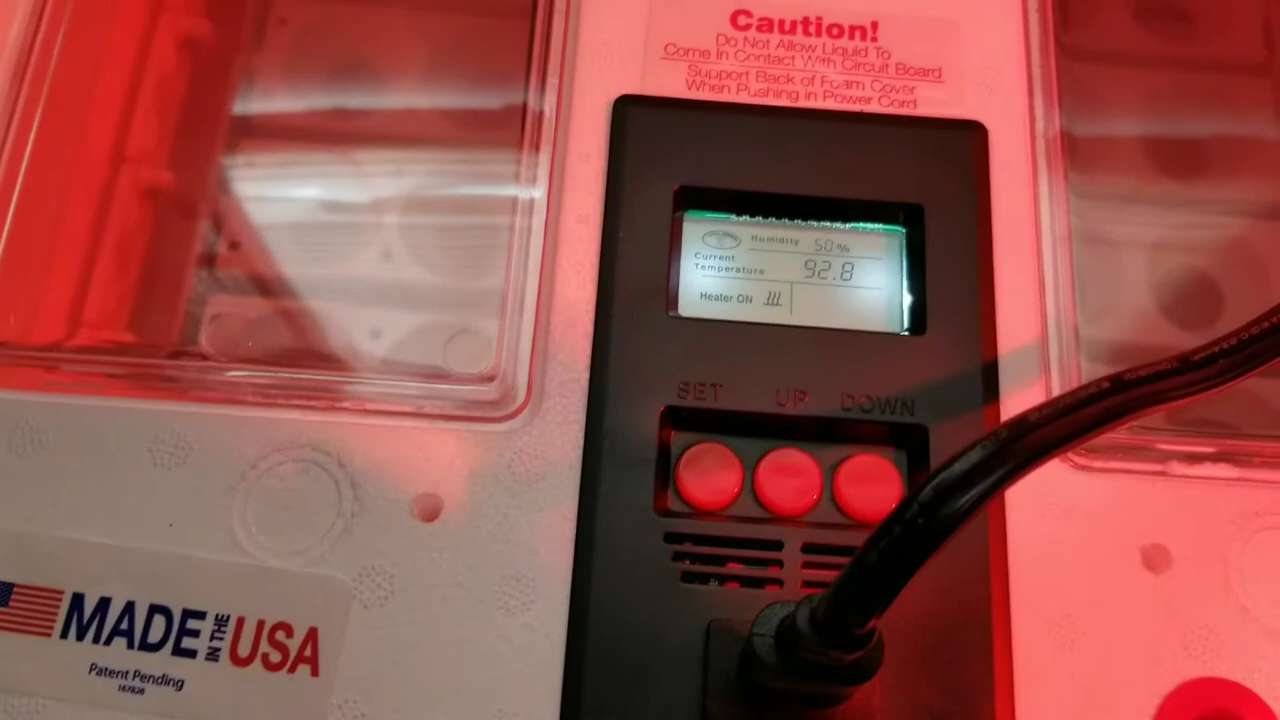 Caution!
Do Not Allow Liquid To
Come In Contact With Circuit Board
Support Back of Foam Cover
When Pushing in Power Cord
Humidity 50%
Current
Temperature 92.8
Heater ON
SET UP DOWN
MADE IN THE USA
Patent Pending
167828